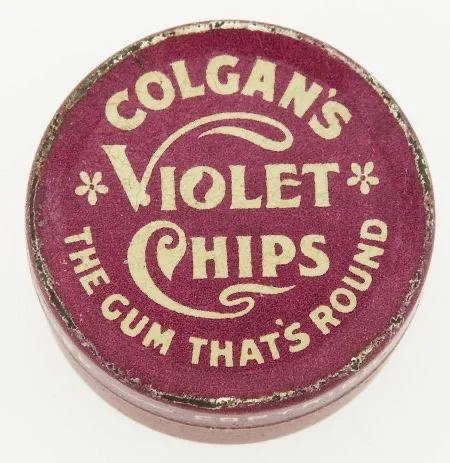 COLGAN'S
VIOLET
CHIPS
THE GUM THAT'S ROUND